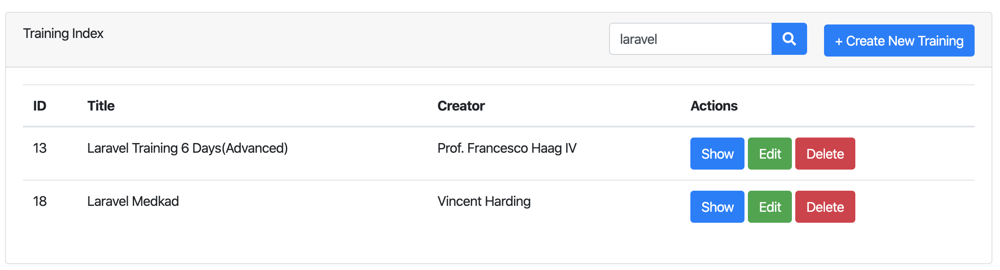 Training Index
laravel
+ Create New Training
ID Title Creator Actions
13 Laravel Training 6 Days(Advanced) Prof. Francesco Haag IV Show Edit Delete
18 Laravel Medkad Vincent Harding Show Edit Delete